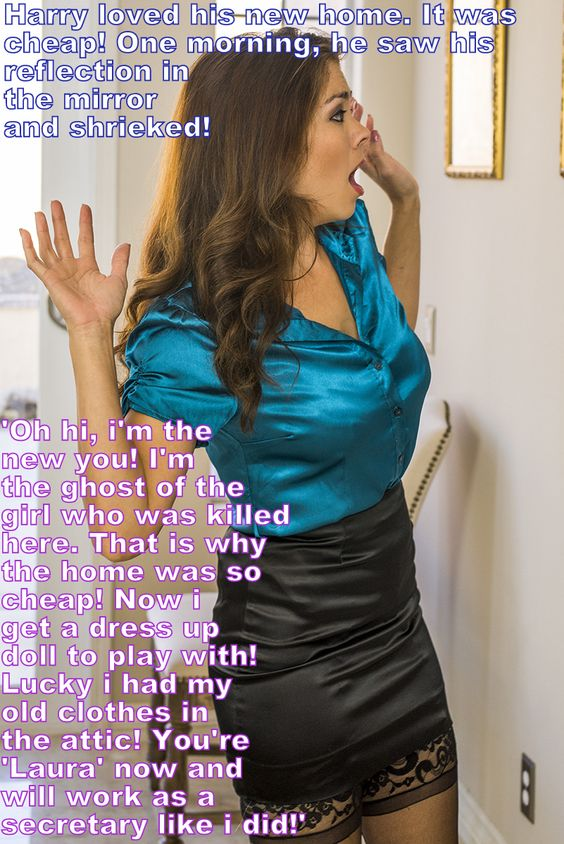 Harry loved his new home. It was
cheap! One morning, he saw his
reflection in
the mirror
and shrieked!
'Oh hi, i'm the
new you! I'm
the ghost of the
girl who was killed
here. That is why
the home was so
cheap! Now i
get a dress up
doll to play with!
Lucky i had my
old clothes in
the attic! You're
'Laura' now and
will work as a
secretary like i did!'